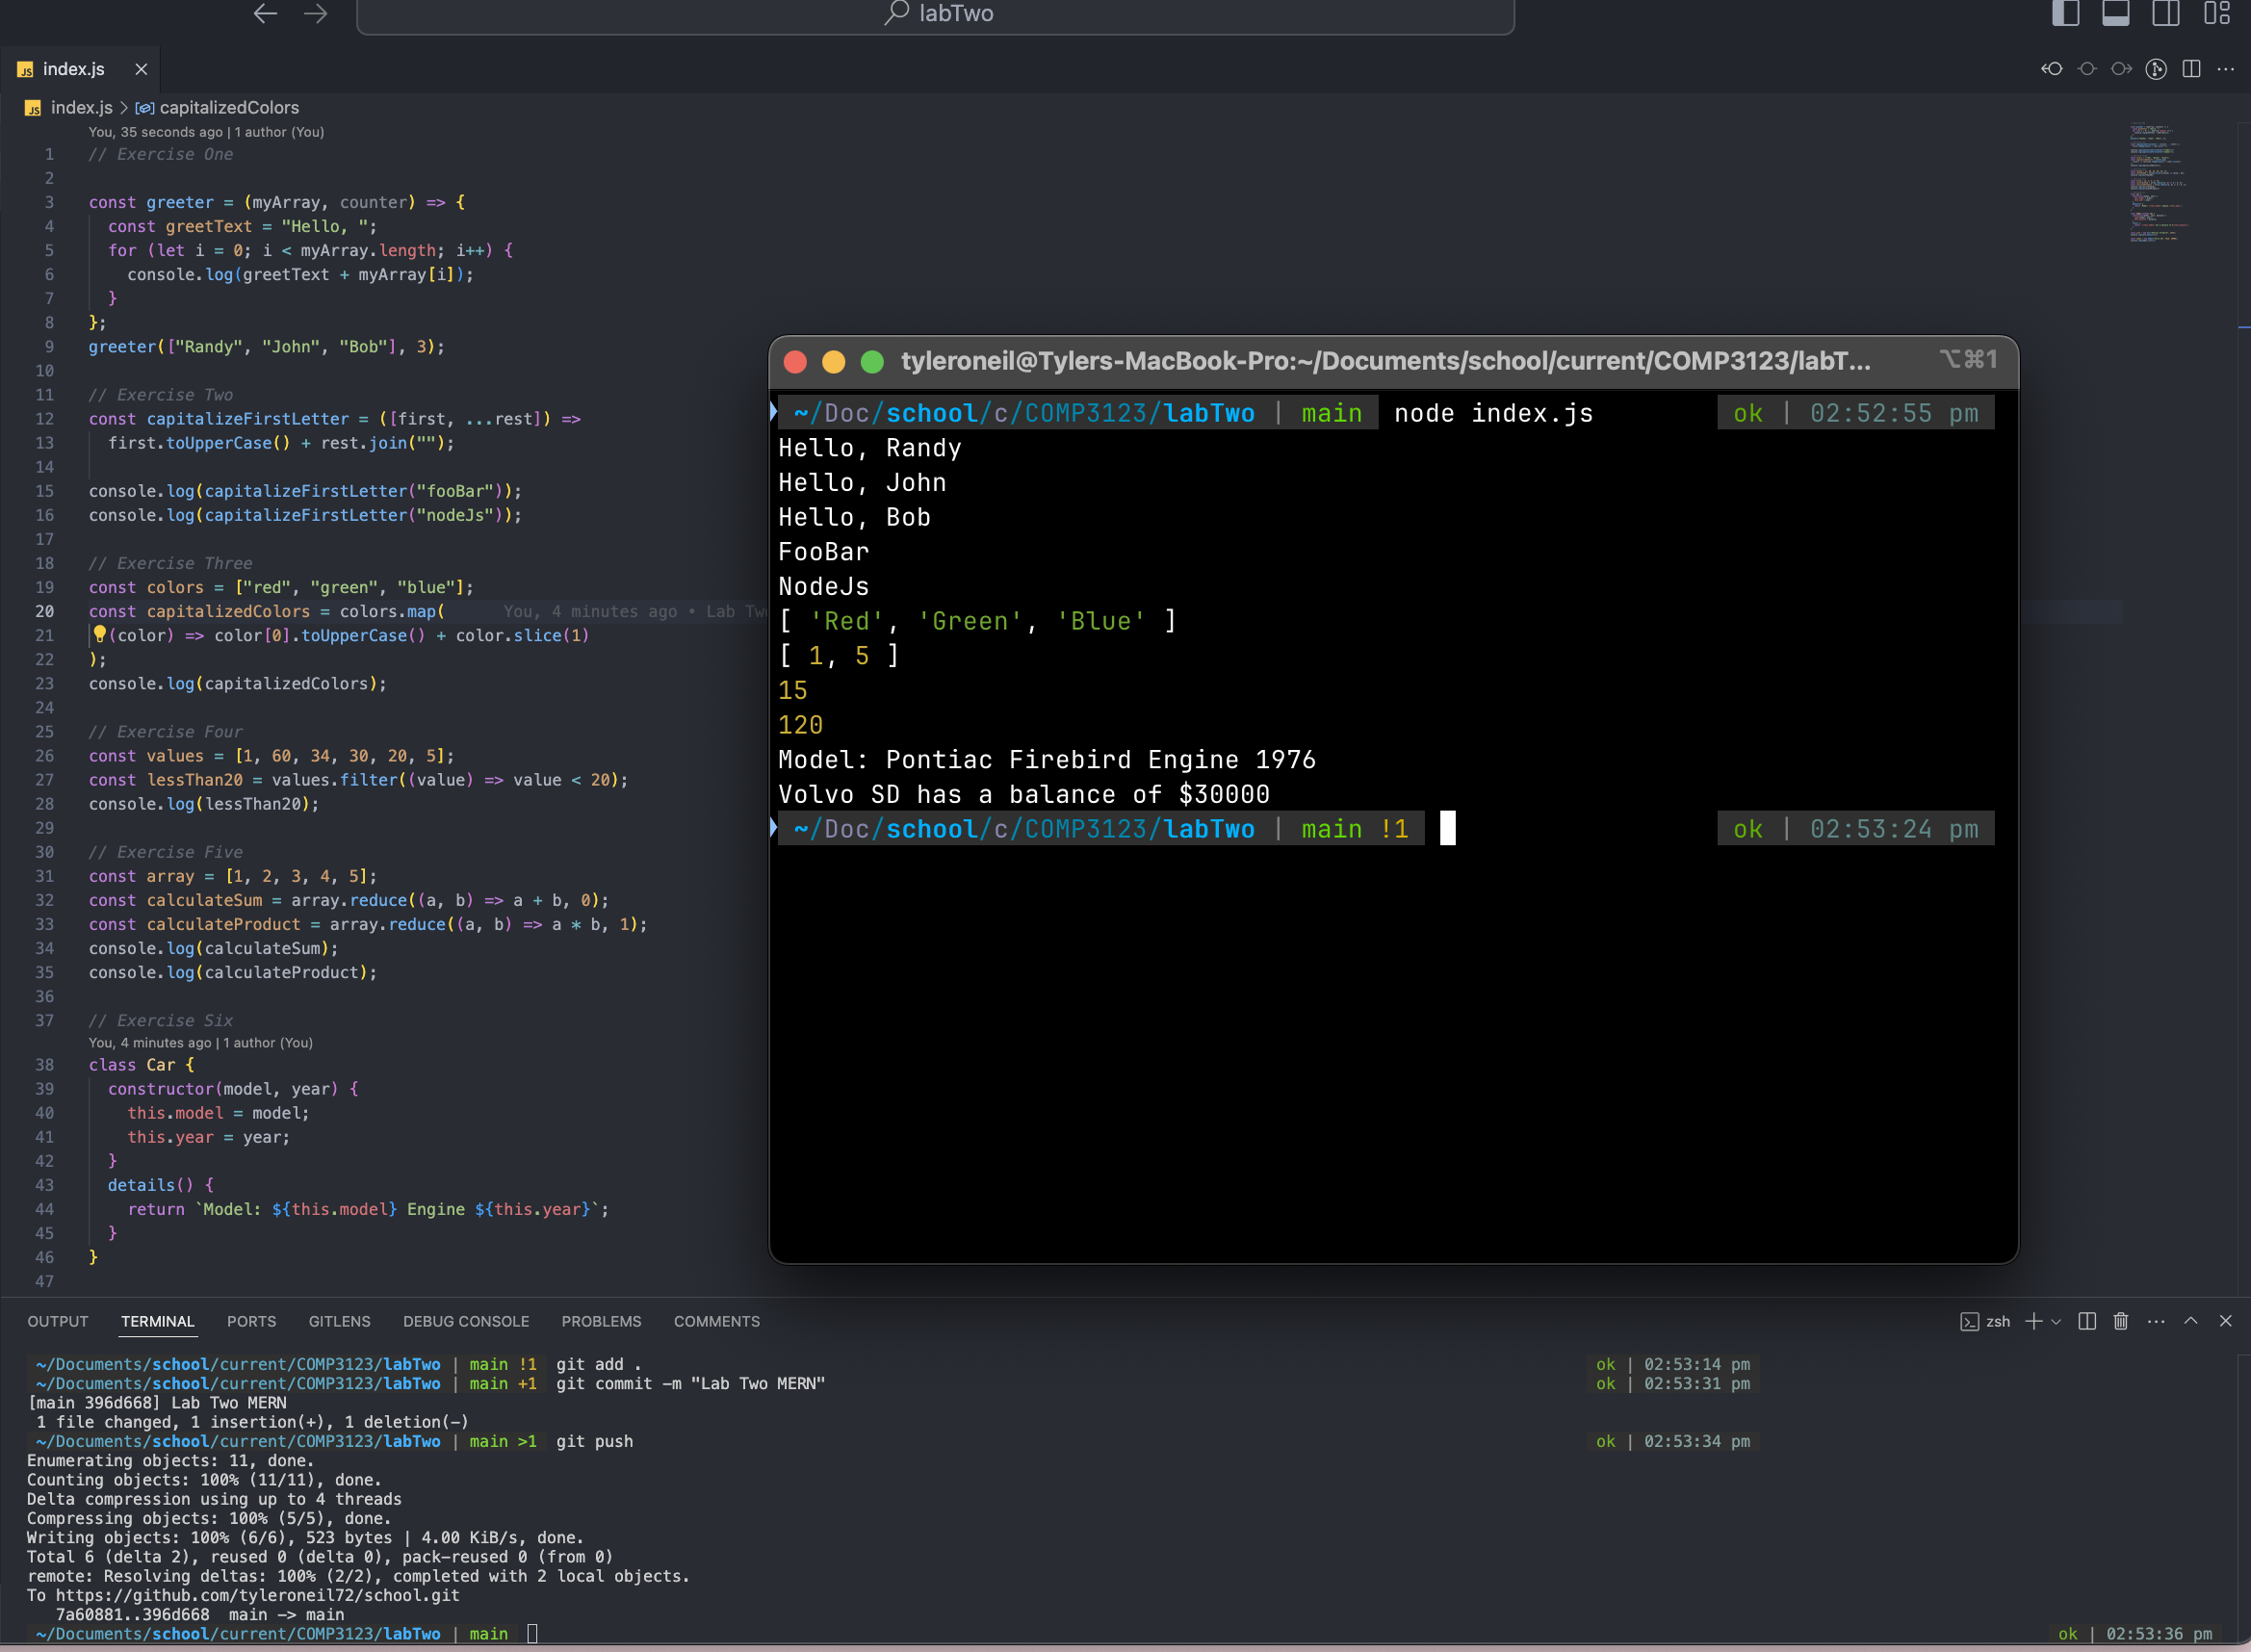 labTwo
index.js
index.js > capitalizedColors
You, 35 seconds ago | 1 author (You)
1 // Exercise One
2
3 const greeter = (myArray, counter) => {
4 const greetText = "Hello, ";
5 for (let i = 0; i < myArray.length; i++) {
6 console.log(greetText + myArray[i]);
7 }
8 };
9 greeter(["Randy", "John", "Bob"], 3);
10
11 // Exercise Two
12 const capitalizeFirstLetter = ([first, ...rest]) =>
13 first.toUpperCase() + rest.join("");
14
15 console.log(capitalizeFirstLetter("fooBar"));
16 console.log(capitalizeFirstLetter("nodeJs"));
17
18 // Exercise Three
19 const colors = ["red", "green", "blue"];
20 const capitalizedColors = colors.map( You, 4 minutes ago • Lab
21 (color) => color[0].toUpperCase() + color.slice(1)
22 );
23 console.log(capitalizedColors);
24
25 // Exercise Four
26 const values = [1, 60, 34, 30, 20, 5];
27 const lessThan20 = values.filter((value) => value < 20);
28 console.log(lessThan20);
29
30 // Exercise Five
31 const array = [1, 2, 3, 4, 5];
32 const calculateSum = array.reduce((a, b) => a + b, 0);
33 const calculateProduct = array.reduce((a, b) => a * b, 1);
34 console.log(calculateSum);
35 console.log(calculateProduct);
36
37 // Exercise Six
You, 4 minutes ago | 1 author (You)
38 class Car {
39 constructor(model, year) {
40 this.model = model;
41 this.year = year;
42 }
43 details() {
44 return `Model: ${this.model} Engine ${this.year}`;
45 }
46 }
47
tyleroneil@Tylers-MacBook-Pro:~/Documents/school/current/COMP3123/labT... ⌥⌘1
~/Doc/school/c/COMP3123/labTwo | main node index.js ok | 02:52:55 pm
Hello, Randy
Hello, John
Hello, Bob
FooBar
NodeJs
[ 'Red', 'Green', 'Blue' ]
[ 1, 5 ]
15
120
Model: Pontiac Firebird Engine 1976
Volvo SD has a balance of $30000
~/Doc/school/c/COMP3123/labTwo | main !1 ok | 02:53:24 pm
OUTPUT TERMINAL PORTS GITLENS DEBUG CONSOLE PROBLEMS COMMENTS zsh
~/Documents/school/current/COMP3123/labTwo | main !1 git add . ok | 02:53:14 pm
~/Documents/school/current/COMP3123/labTwo | main +1 git commit -m "Lab Two MERN" ok | 02:53:31 pm
[main 396d668] Lab Two MERN
1 file changed, 1 insertion(+), 1 deletion(-)
~/Documents/school/current/COMP3123/labTwo | main >1 git push ok | 02:53:34 pm
Enumerating objects: 11, done.
Counting objects: 100% (11/11), done.
Delta compression using up to 4 threads
Compressing objects: 100% (5/5), done.
Writing objects: 100% (6/6), 523 bytes | 4.00 KiB/s, done.
Total 6 (delta 2), reused 0 (delta 0), pack-reused 0 (from 0)
remote: Resolving deltas: 100% (2/2), completed with 2 local objects.
To https://github.com/tyleroneil72/school.git
7a60881..396d668 main -> main
~/Documents/school/current/COMP3123/labTwo | main ok | 02:53:36 pm